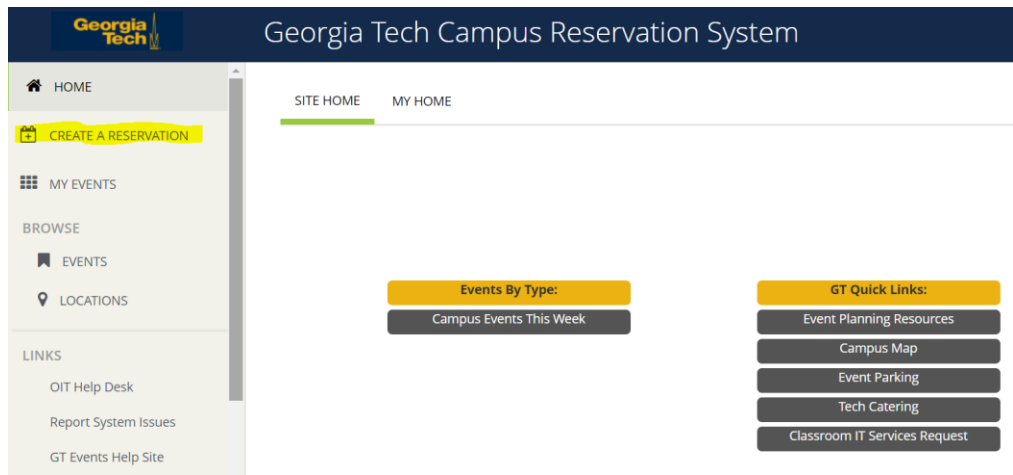 Georgia
Tech
Georgia Tech Campus Reservation System
HOME
CREATE A RESERVATION
MY EVENTS
BROWSE
EVENTS
LOCATIONS
LINKS
OIT Help Desk
Report System Issues
GT Events Help Site
SITE HOME MY HOME
Events By Type:
Campus Events This Week
GT Quick Links:
Event Planning Resources
Campus Map
Event Parking
Tech Catering
Classroom IT Services Request